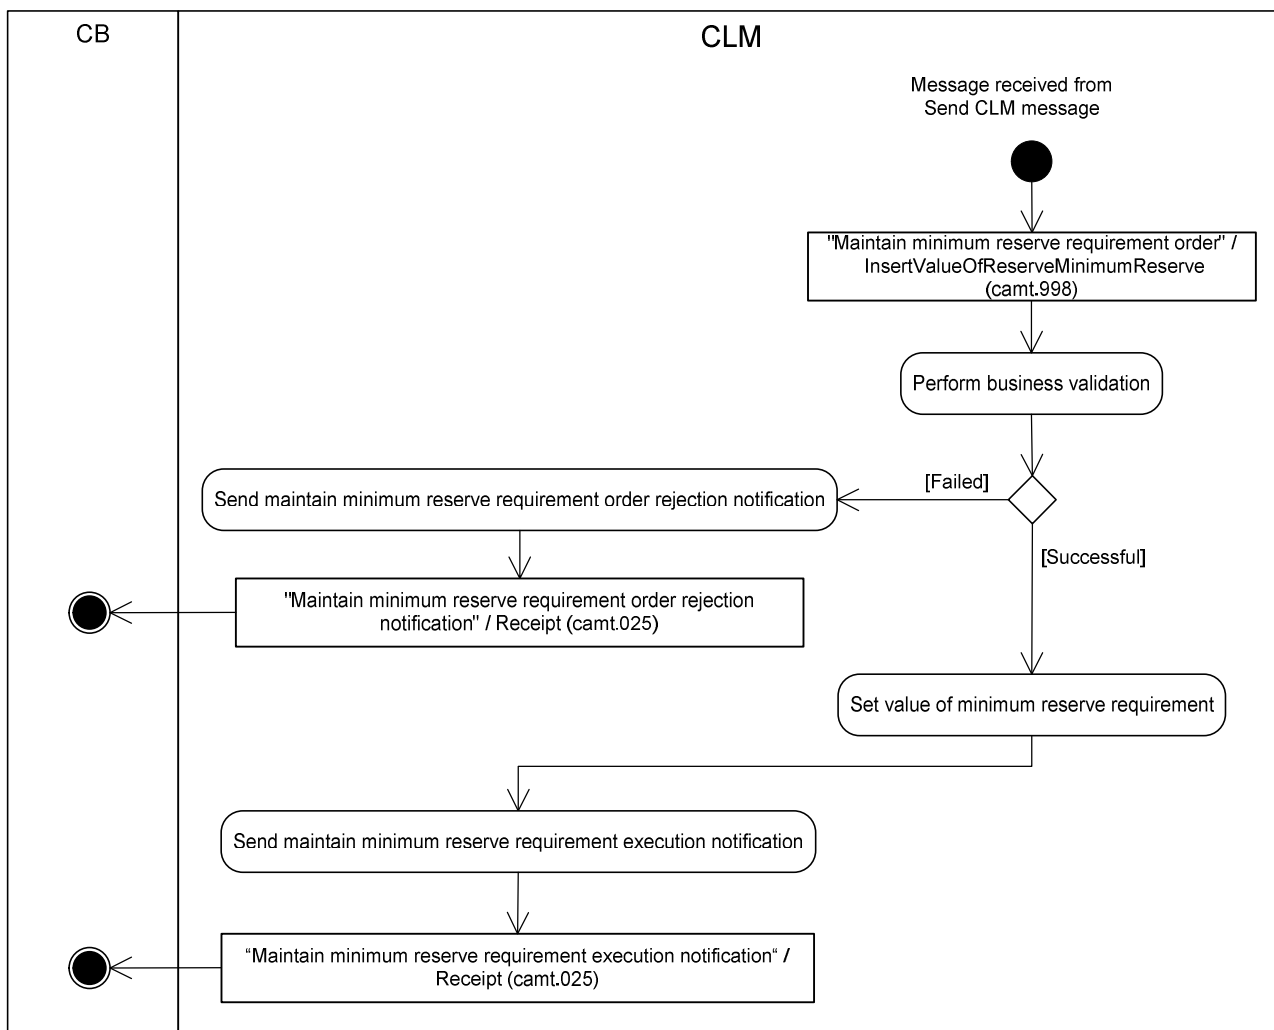 CB
CLM
Message received from
Send CLM message
"Maintain minimum reserve requirement order" /
InsertValueOfReserveMinimumReserve
(camt.998)
Perform business validation
[Failed]
Send maintain minimum reserve requirement order rejection notification
[Successful]
"Maintain minimum reserve requirement order rejection
notification" / Receipt (camt.025)
Set value of minimum reserve requirement
Send maintain minimum reserve requirement execution notification
“Maintain minimum reserve requirement execution notification“ /
Receipt (camt.025)